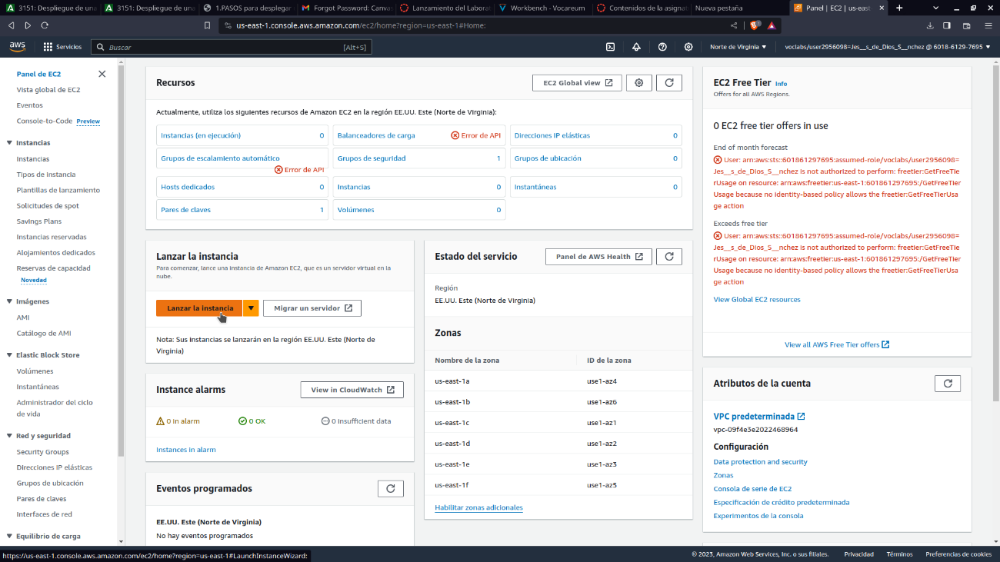 3151: Despliegue de una
3151: Despliegue de una
1.PASOS para desplegar
Forgot Password: Canva
Lanzamiento del Labora
Workbench - Vocareum
Contenidos de la asigna
Nueva pestaña
Panel | EC2 | us-east
us-east-1.console.aws.amazon.com/ec2/home?region=us-east-1#Home:
aws
Servicios
Buscar
[Alt+S]
Norte de Virginia
voclabs/user2956098=Jes__s_de_Dios_S__nchez @ 6018-6129-7695
Panel de EC2
Vista global de EC2
Eventos
Console-to-Code Preview
Instancias
Instancias
Tipos de instancia
Plantillas de lanzamiento
Solicitudes de spot
Savings Plans
Instancias reservadas
Alojamientos dedicados
Reservas de capacidad
Novedad
Imágenes
AMI
Catálogo de AMI
Elastic Block Store
Volúmenes
Instantáneas
Administrador del ciclo
de vida
Red y seguridad
Security Groups
Direcciones IP elásticas
Grupos de ubicación
Pares de claves
Interfaces de red
Equilibrio de carga
Recursos
EC2 Global view
Actualmente, utiliza los siguientes recursos de Amazon EC2 en la región EE.UU. Este (Norte de Virginia):
Instancias (en ejecución) 0
Balanceadores de carga Error de API
Direcciones IP elásticas 0
Grupos de escalamiento automático
Error de API
Grupos de seguridad 1
Grupos de ubicación 0
Hosts dedicados 0
Instancias 0
Instantáneas 0
Pares de claves 1
Volúmenes 0
Lanzar la instancia
Para comenzar, lance una instancia de Amazon EC2, que es un servidor virtual en la
nube.
Lanzar la instancia
Migrar un servidor
Nota: Sus instancias se lanzarán en la región EE.UU. Este (Norte de
Virginia)
Instance alarms
View in CloudWatch
0 in alarm
0 OK
0 insufficient data
Instances in alarm
Eventos programados
EE.UU. Este (Norte de Virginia)
No hay eventos programados
Estado del servicio
Panel de AWS Health
Región
EE.UU. Este (Norte de Virginia)
Zonas
Nombre de la zona ID de la zona
us-east-1a use1-az4
us-east-1b use1-az6
us-east-1c use1-az1
us-east-1d use1-az2
us-east-1e use1-az3
us-east-1f use1-az5
Habilitar zonas adicionales
EC2 Free Tier Info
Offers for all AWS Regions.
0 EC2 free tier offers in use
End of month forecast
User: arn:aws:sts::601861297695:assumed-role/voclabs/user2956098=
Jes__s_de_Dios_S__nchez is not authorized to perform: freetier:GetFreeTie
rUsage on resource: arn:aws:freetier:us-east-1:601861297695:/GetFreeTier
Usage because no identity-based policy allows the freetier:GetFreeTierUsa
ge action
Exceeds free tier
User: arn:aws:sts::601861297695:assumed-role/voclabs/user2956098=
Jes__s_de_Dios_S__nchez is not authorized to perform: freetier:GetFreeTie
rUsage on resource: arn:aws:freetier:us-east-1:601861297695:/GetFreeTier
Usage because no identity-based policy allows the freetier:GetFreeTierUsa
ge action
View Global EC2 resources
View all AWS Free Tier offers
Atributos de la cuenta
VPC predeterminada
vpc-09f4e3e2022468964
Configuración
Data protection and security
Zonas
Consola de serie de EC2
Especificación de crédito predeterminada
Experimentos de la consola
https://us-east-1.console.aws.amazon.com/ec2/home?region=us-east-1#LaunchInstanceWizard:
© 2023, Amazon Web Services, Inc. o sus filiales.
Privacidad
Términos
Preferencias de cookies